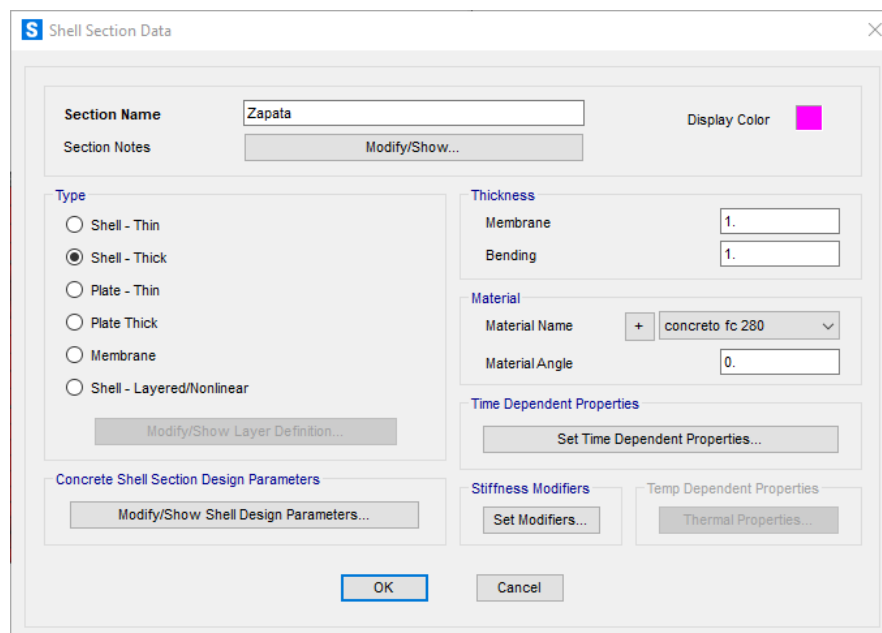 S Shell Section Data
Section Name Zapata Display Color
Section Notes Modify/Show...
Type
Shell - Thin
Shell - Thick
Plate - Thin
Plate Thick
Membrane
Shell - Layered/Nonlinear
Modify/Show Layer Definition...
Concrete Shell Section Design Parameters
Modify/Show Shell Design Parameters...
Thickness
Membrane 1.
Bending 1.
Material
Material Name + concreto fc 280
Material Angle 0.
Time Dependent Properties
Set Time Dependent Properties...
Stiffness Modifiers
Set Modifiers...
Temp Dependent Properties
Thermal Properties...
OK Cancel